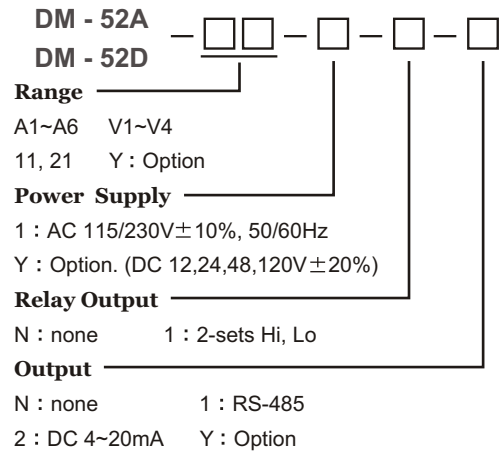 DM - 52A
DM - 52D
Range
A1~A6 V1~V4
11, 21 Y：Option
Power Supply
1：AC 115/230V±10%, 50/60Hz
Y：Option. (DC 12,24,48,120V±20%)
Relay Output
N：none 1：2-sets Hi, Lo
Output
N：none 1：RS-485
2：DC 4~20mA Y：Option